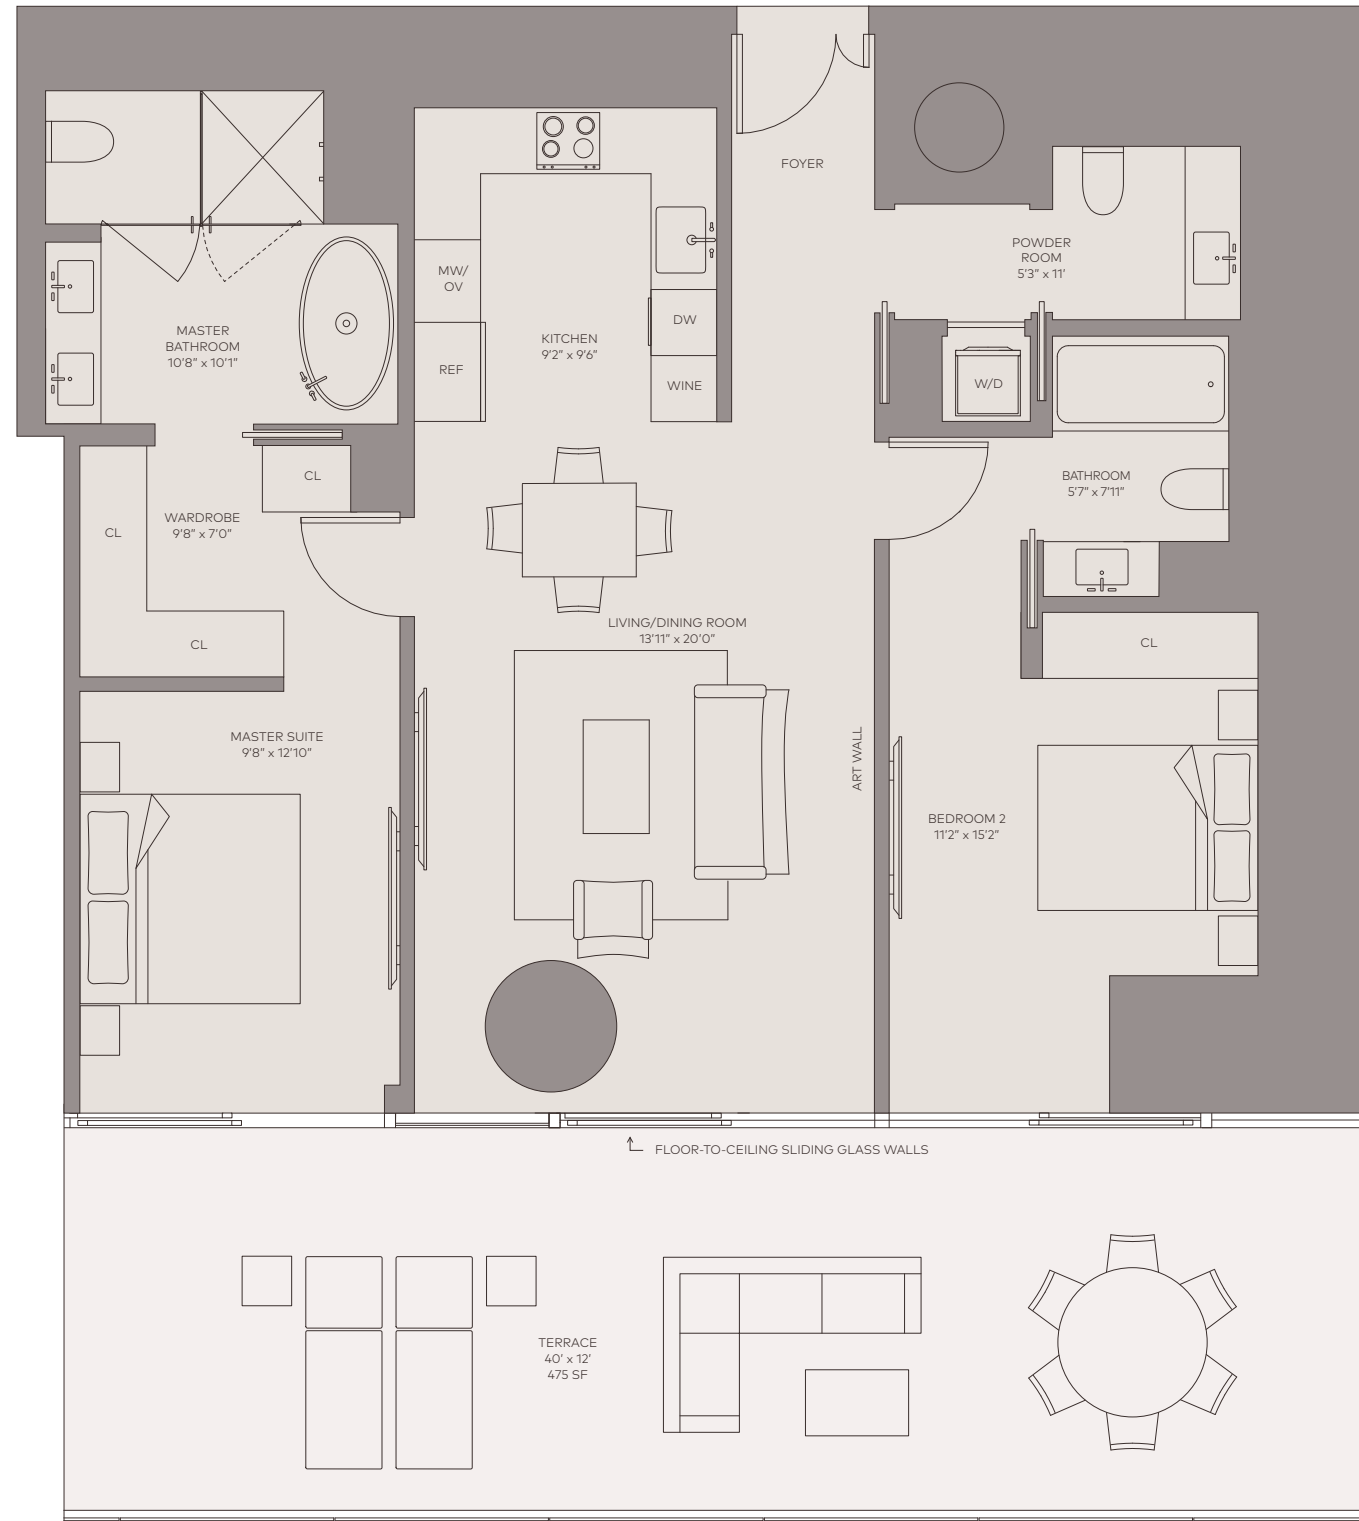 FOYER
POWDER
ROOM
5'3" x 11'
MW/
OV
MASTER
BATHROOM
10'8" x 10'1"
KITCHEN
9'2" x 9'6"
DW
REF
WINE
W/D
CL
BATHROOM
5'7" x 7'11"
WARDROBE
9'8" x 7'0"
CL
CL
LIVING/DINING ROOM
13'11" x 20'0"
CL
MASTER SUITE
9'8" x 12'10"
ART WALL
BEDROOM 2
11'2" x 15'2"
FLOOR-TO-CEILING SLIDING GLASS WALLS
TERRACE
40' x 12'
475 SF